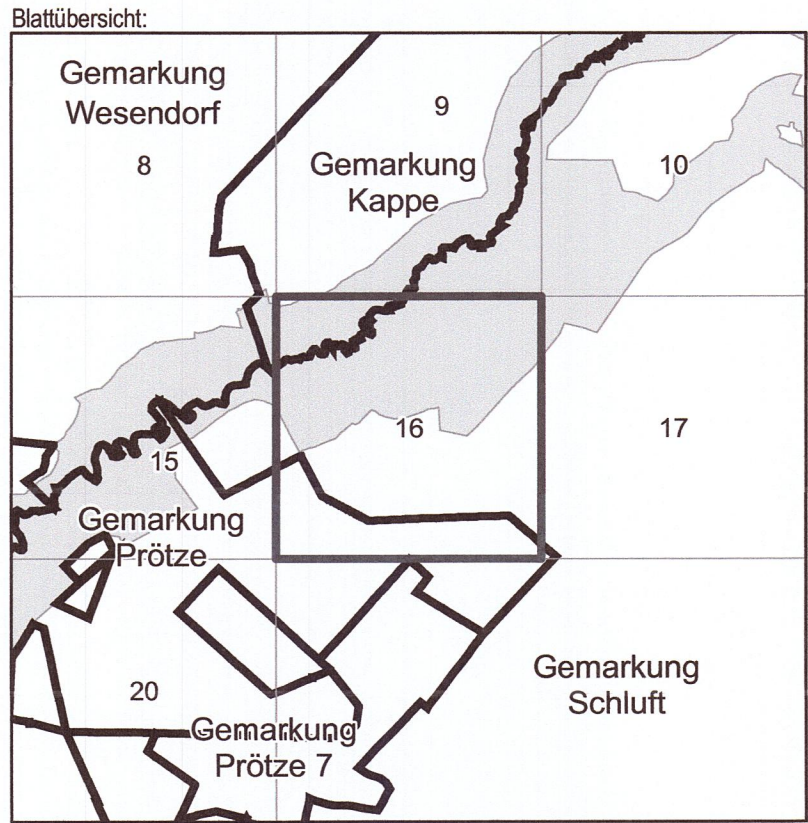 Blattübersicht:
Gemarkung
Wesendorf
8
9
Gemarkung
Kappe
10
16
17
15
Gemarkung
Prötze
20
Gemarkung
Schluft
Gemarkung
Prötze 7